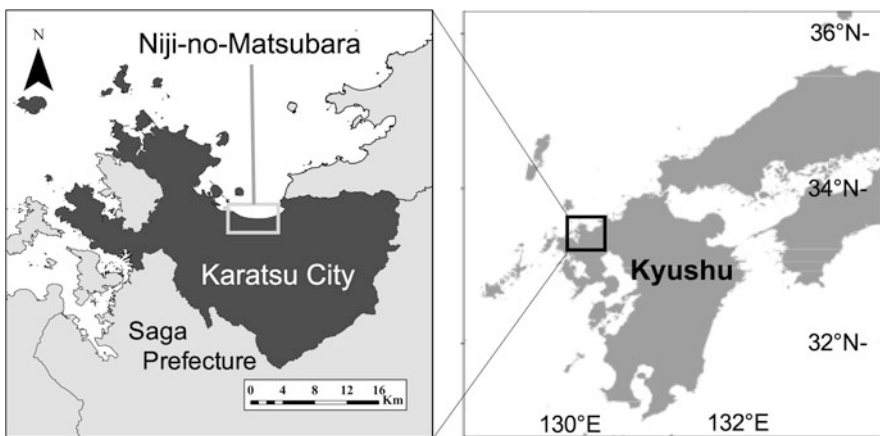 N
Niji-no-Matsubara
Karatsu City
Saga
Prefecture
0 4 8 12 16
Km
36°N-
34°N-
Kyushu
32°N-
130°E
132°E